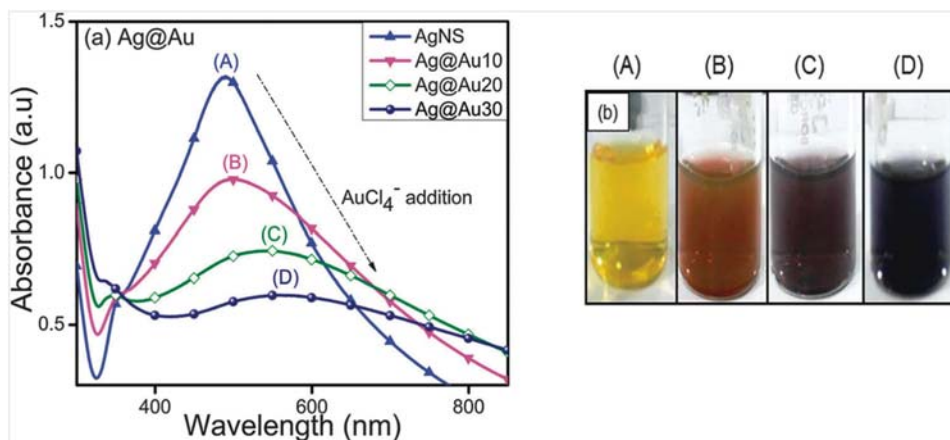 (a) Ag@Au
AgNS
Ag@Au10
Ag@Au20
Ag@Au30
(A)
(B)
(C)
(D)
AuCl₄⁻ addition
Absorbance (a.u)
1.5
1.0
0.5
400
600
800
Wavelength (nm)
(A) (B) (C) (D)
(b)